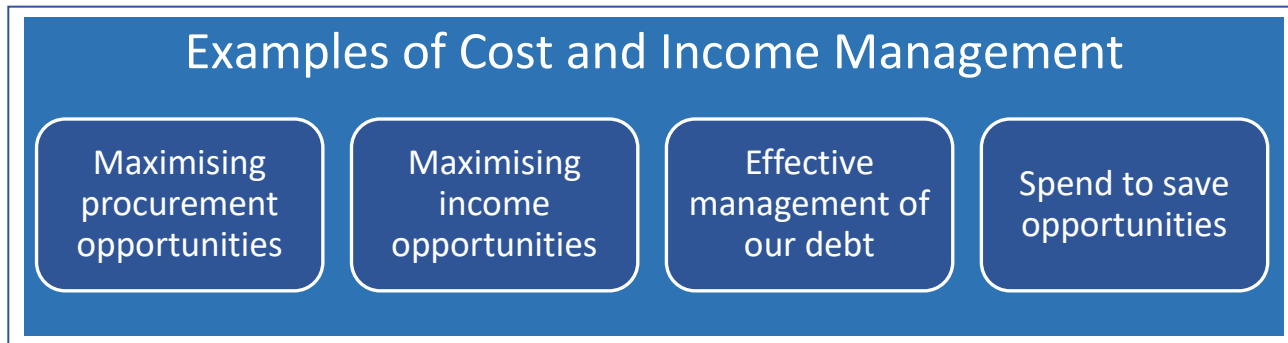 Examples of Cost and Income Management
Maximising
procurement
opportunities
Maximising
income
opportunities
Effective
management of
our debt
Spend to save
opportunities